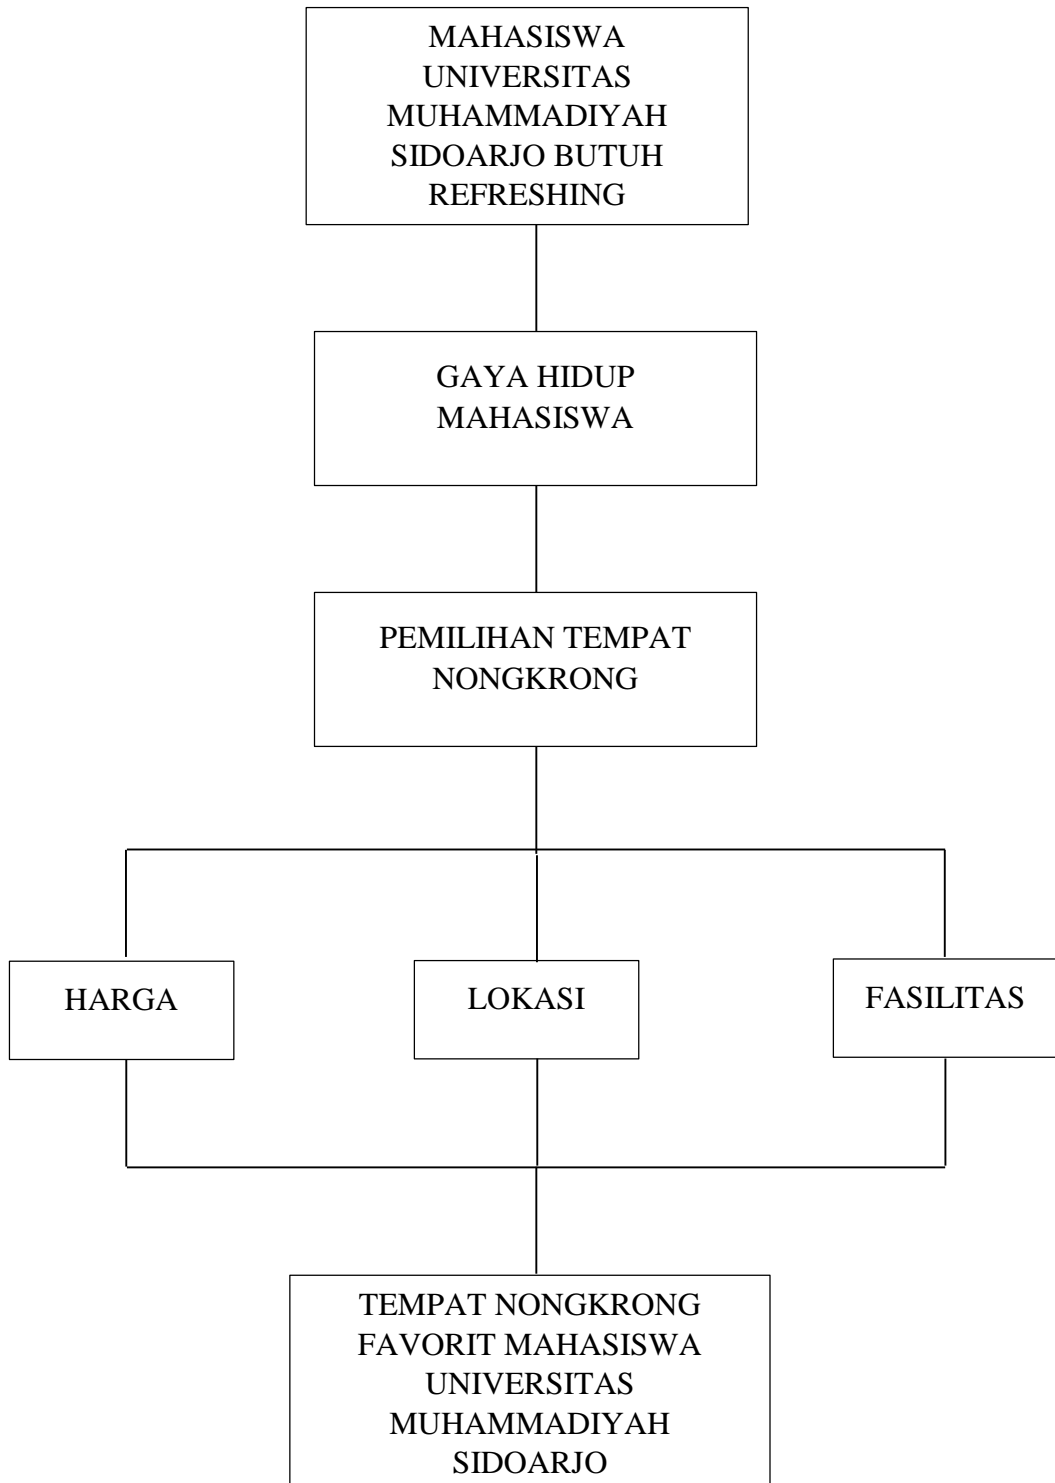 MAHASISWA
UNIVERSITAS
MUHAMMADIYAH
SIDOARJO BUTUH
REFRESHING
GAYA HIDUP
MAHASISWA
PEMILIHAN TEMPAT
NONGKRONG
HARGA
LOKASI
FASILITAS
TEMPAT NONGKRONG
FAVORIT MAHASISWA
UNIVERSITAS
MUHAMMADIYAH
SIDOARJO